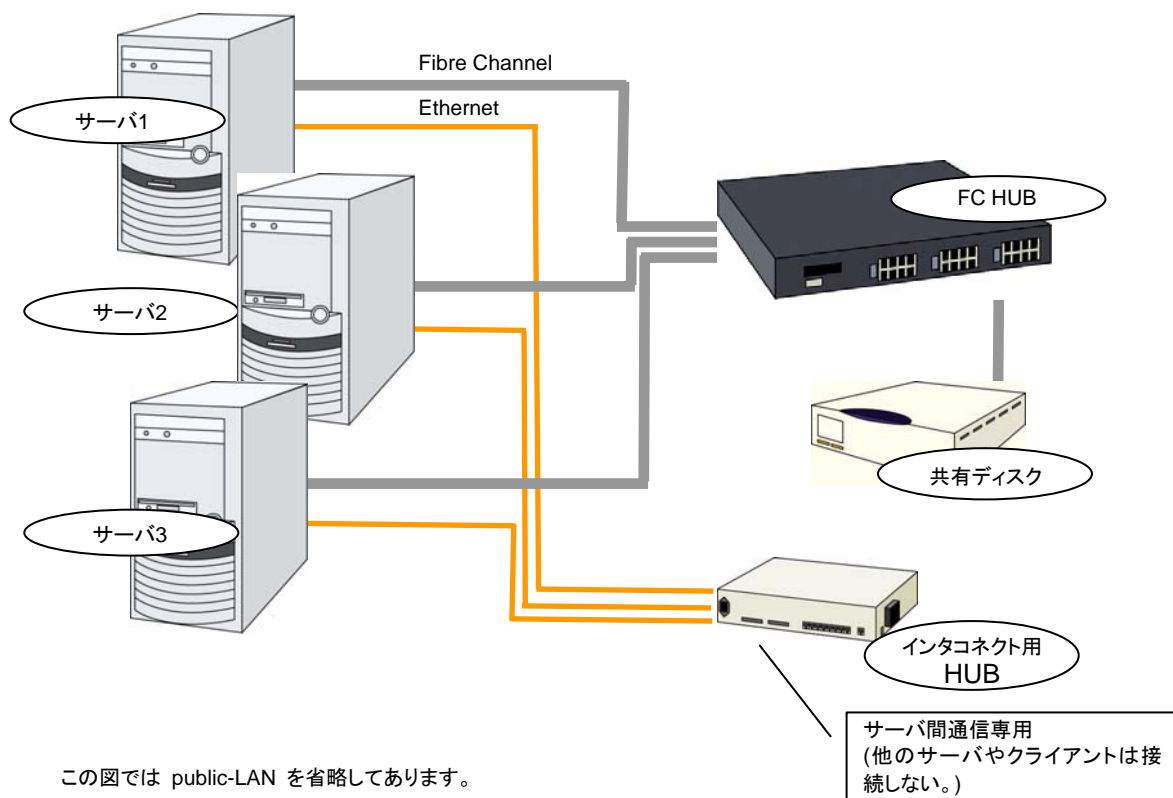 Fibre Channel
Ethernet
サーバ1
FC HUB
サーバ2
共有ディスク
サーバ3
インタコネクト用
HUB
サーバ間通信専用
(他のサーバやクライアントは接
続しない。)
この図では public-LAN を省略してあります。